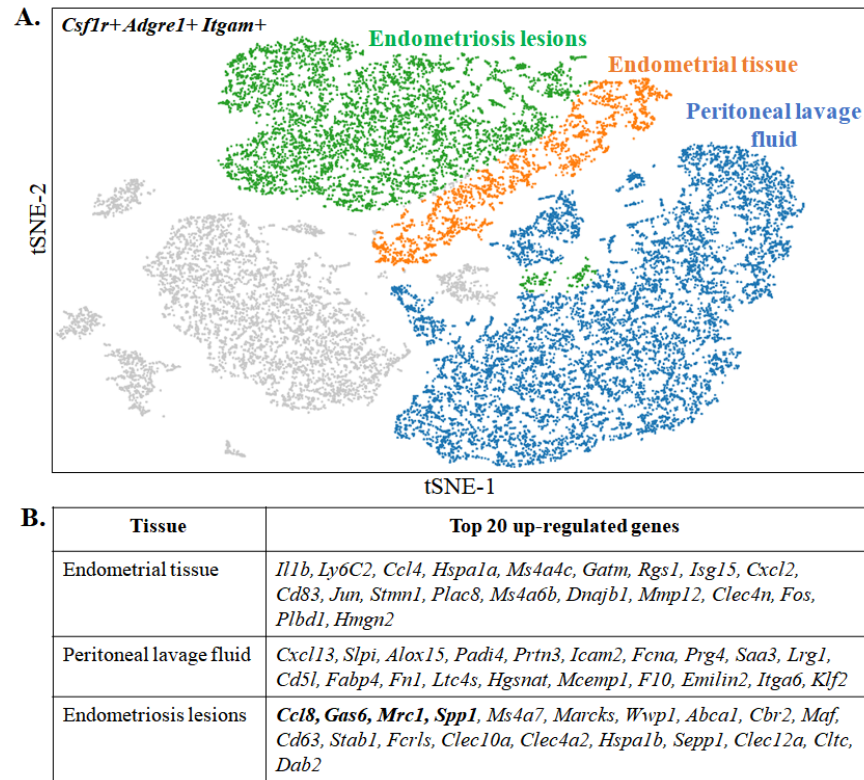 A.
Csf1r+ Adgre1+ Itgam+
Endometriosis lesions
Endometrial tissue
Peritoneal lavage
fluid
tSNE-2
tSNE-1
B.
Tissue Top 20 up-regulated genes
Endometrial tissue Il1b, Ly6C2, Ccl4, Hspa1a, Ms4a4c, Gatm, Rgs1, Isg15, Cxcl2,
Cd83, Jun, Stmn1, Plac8, Ms4a6b, Dnajb1, Mmp12, Clec4n, Fos,
Plbd1, Hmgn2
Peritoneal lavage fluid Cxcl13, Slpi, Alox15, Padi4, Prtn3, Icam2, Fcna, Prg4, Saa3, Lrg1,
Cd5l, Fabp4, Fn1, Ltc4s, Hgsnat, Mcemp1, F10, Emilin2, Itga6, Klf2
Endometriosis lesions Ccl8, Gas6, Mrc1, Spp1, Ms4a7, Marcks, Wwp1, Abca1, Cbr2, Maf,
Cd63, Stab1, Fcrls, Clec10a, Clec4a2, Hspa1b, Sepp1, Clec12a, Cltc,
Dab2